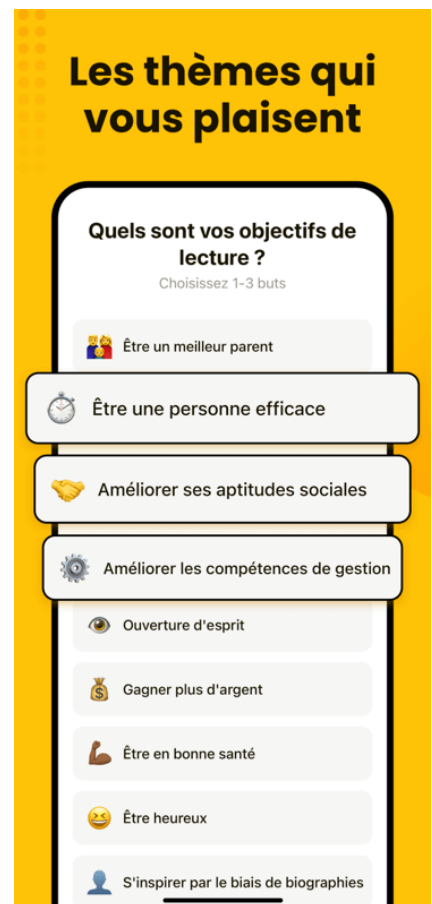 Les thèmes qui
vous plaisent
Quels sont vos objectifs de
lecture ?
Choisissez 1-3 buts
Être un meilleur parent
Être une personne efficace
Améliorer ses aptitudes sociales
Améliorer les compétences de gestion
Ouverture d'esprit
Gagner plus d'argent
Être en bonne santé
Être heureux
S'inspirer par le biais de biographies